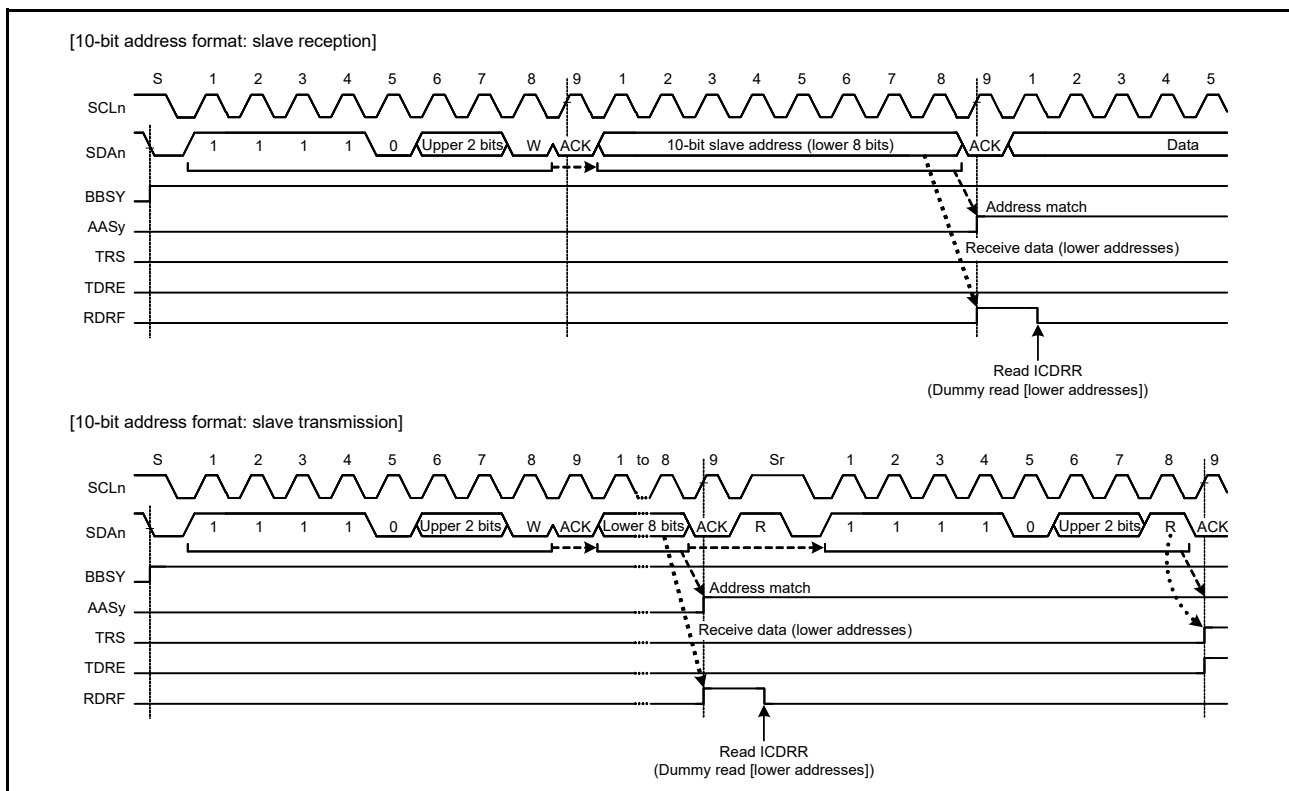 [10-bit address format: slave reception]
S 1 2 3 4 5 6 7 8 9 1 2 3 4 5 6 7 8 9 1 2 3 4 5
SCLn
SDAn 1 1 1 1 0 Upper 2 bits W ACK 10-bit slave address (lower 8 bits) ACK Data
BBSY
Address match
AASy
Receive data (lower addresses)
TRS
TDRE
RDRF
Read ICDRR
(Dummy read [lower addresses])
[10-bit address format: slave transmission]
S 1 2 3 4 5 6 7 8 9 1 to 8 9 Sr 1 2 3 4 5 6 7 8 9
SCLn
SDAn 1 1 1 1 0 Upper 2 bits W ACK Lower 8 bits ACK R 1 1 1 1 0 Upper 2 bits R ACK
BBSY
Address match
AASy
Receive data (lower addresses)
TRS
TDRE
RDRF
Read ICDRR
(Dummy read [lower addresses])